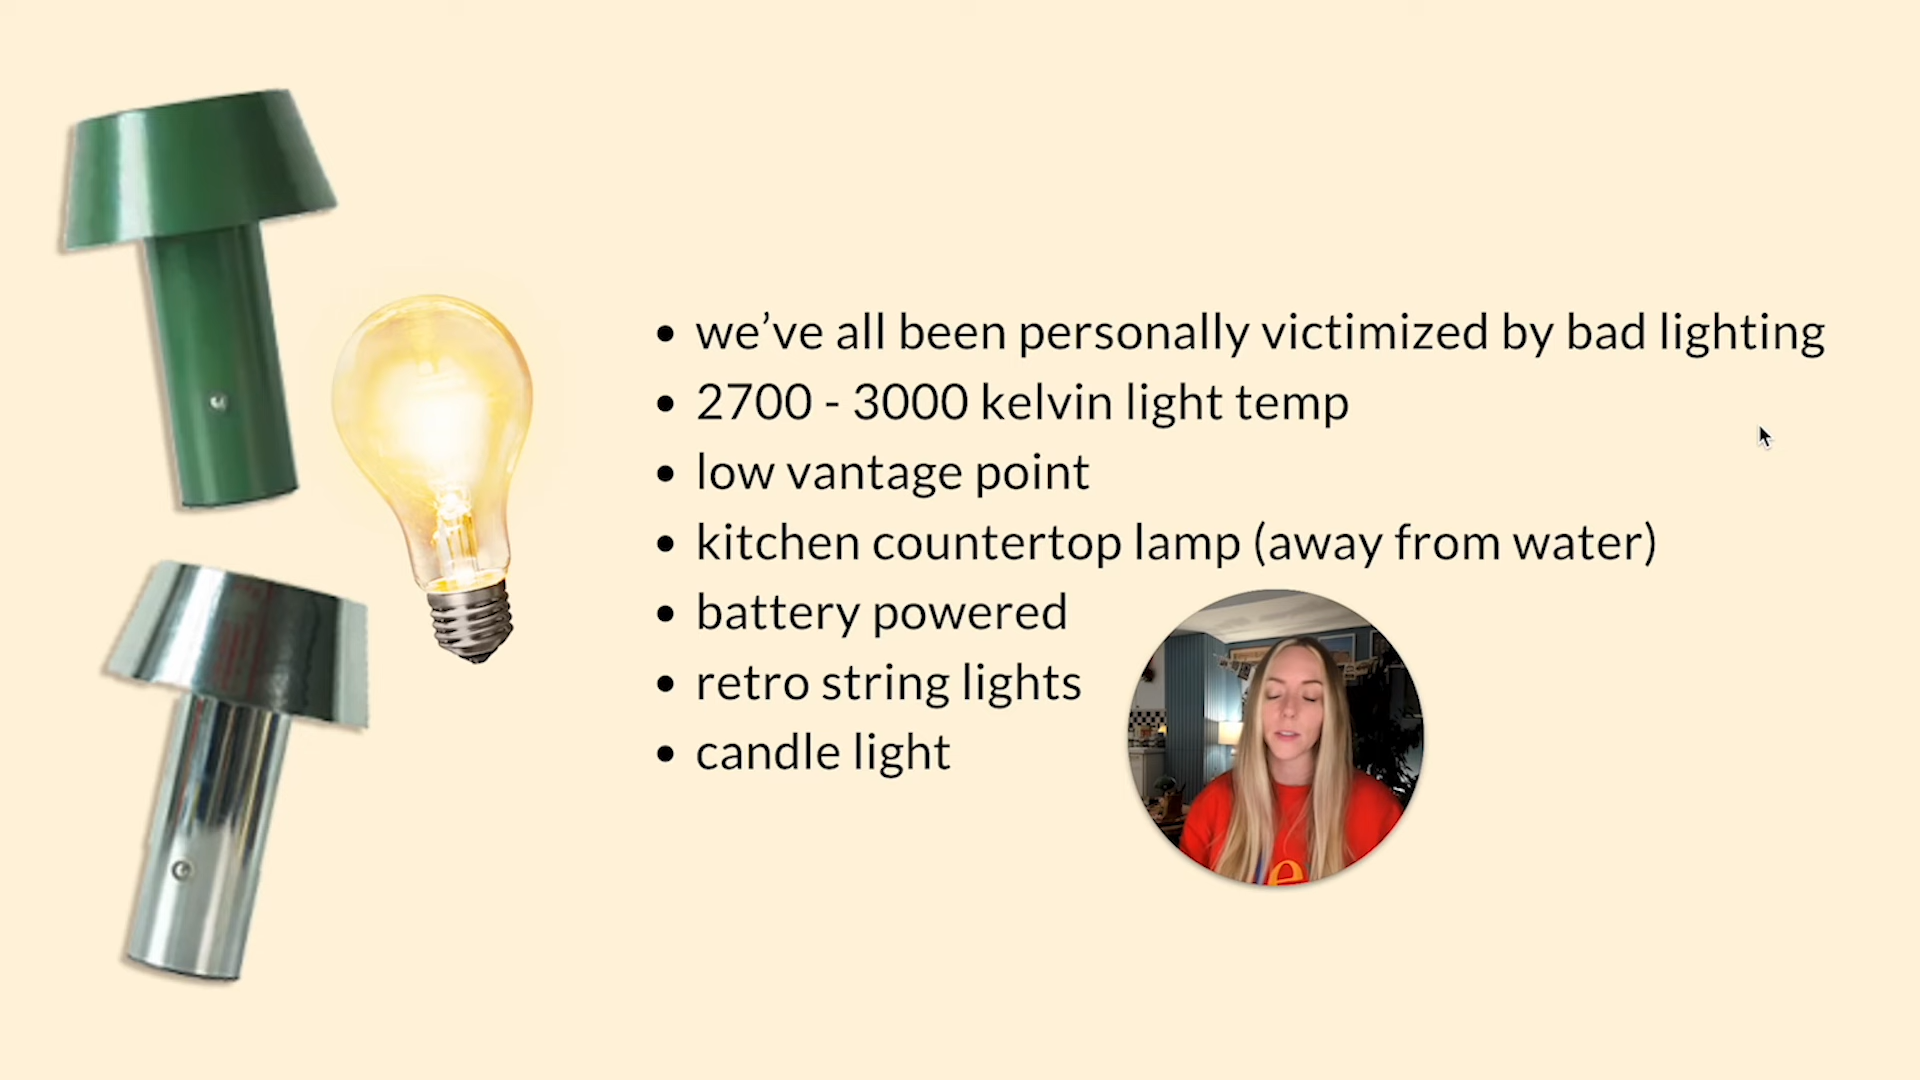 • we’ve all been personally victimized by bad lighting
• 2700 - 3000 kelvin light temp
• low vantage point
• kitchen countertop lamp (away from water)
• battery powered
• retro string lights
• candle light
e